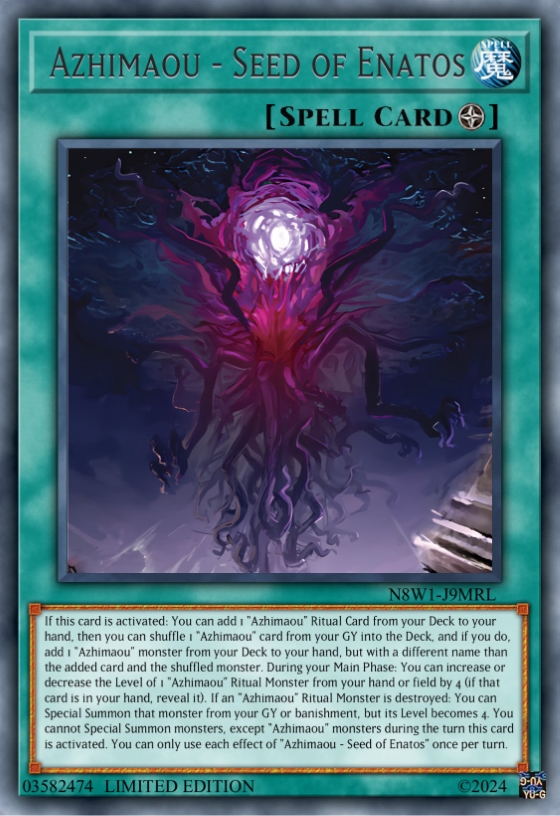 Azhimaou - Seed of Enatos
SPELL
魔
[Spell Card]
N8W1-J9MRL
If this card is activated: You can add 1 "Azhimaou" Ritual Card from your Deck to your
hand, then you can shuffle 1 "Azhimaou" card from your GY into the Deck, and if you do,
add 1 "Azhimaou" monster from your Deck to your hand, but with a different name than
the added card and the shuffled monster. During your Main Phase: You can increase or
decrease the Level of 1 "Azhimaou" Ritual Monster from your hand or field by 4 (if that
card is in your hand, reveal it). If an "Azhimaou" Ritual Monster is destroyed: You can
Special Summon that monster from your GY or banishment, but its Level becomes 4. You
cannot Special Summon monsters, except "Azhimaou" monsters during the turn this card
is activated. You can only use each effect of "Azhimaou - Seed of Enatos" once per turn.
03582474 LIMITED EDITION
©2024
YU-G
YU-G